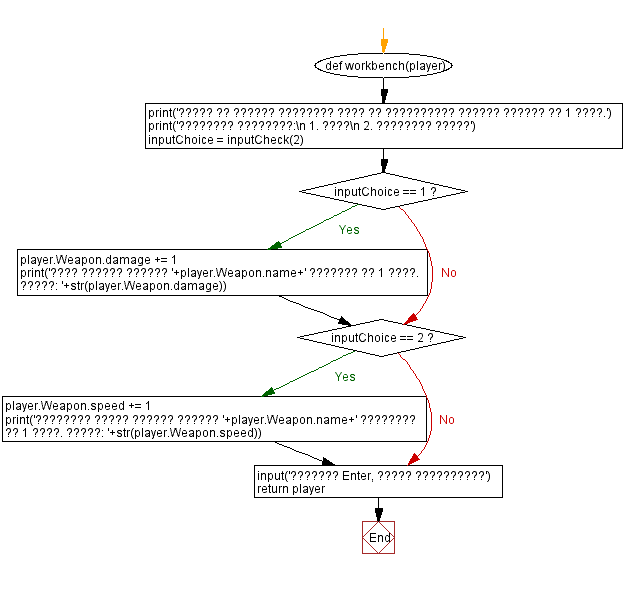 def workbench(player)
print('????? ?? ?????? ???????? ???? ?? ?????????? ?????? ?????? ?? 1 ????.')
print('???????? ????????:\n 1. ????\n 2. ???????? ?????')
inputChoice = inputCheck(2)
inputChoice == 1 ?
Yes
No
player.Weapon.damage += 1
print('???? ?????? ?????? '+player.Weapon.name+' ??????? ?? 1 ????.
?????: '+str(player.Weapon.damage))
inputChoice == 2 ?
Yes
No
player.Weapon.speed += 1
print('???????? ????? ?????? ?????? '+player.Weapon.name+' ????????
?? 1 ????. ?????: '+str(player.Weapon.speed))
input('??????? Enter, ????? ??????????')
return player
End